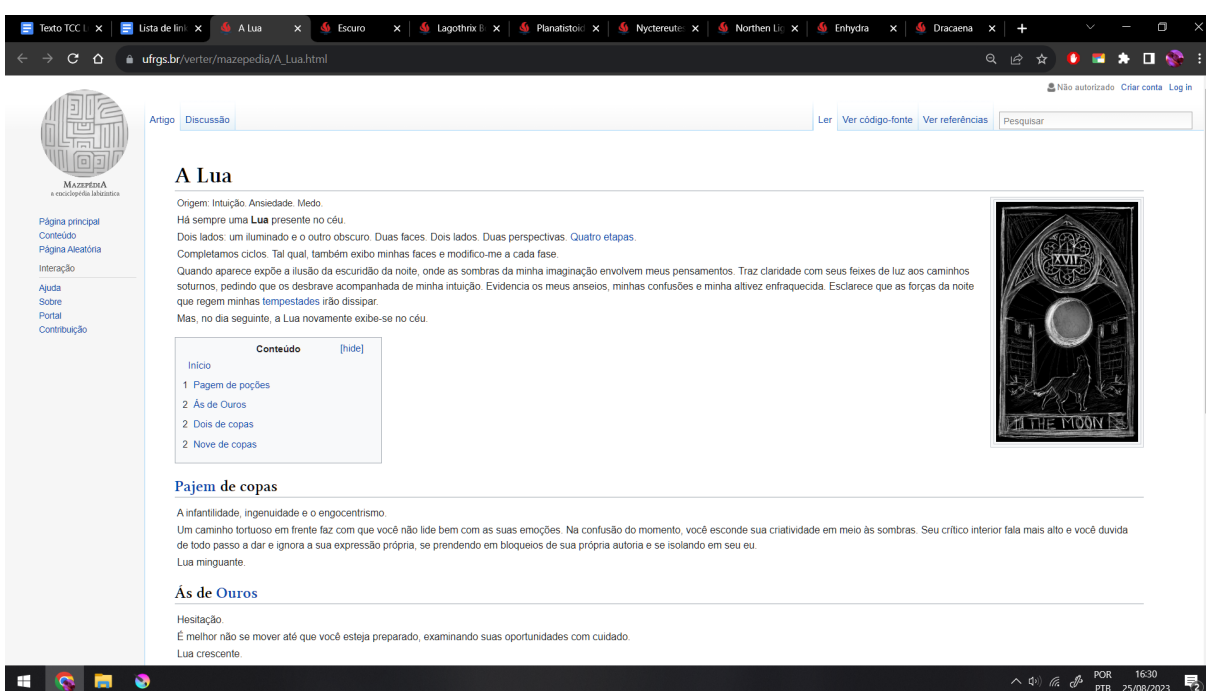 Texto TCC L
Lista de link
A Lua
Escuro
Lagothrix B
Planatistoid
Nyctereutes
Northen Lig
Enhydra
Dracaena
ufrgs.br/verter/mazepedia/A_Lua.html
Não autorizado Criar conta Log in
Artigo Discussão
Ler Ver código-fonte Ver referências Pesquisar
MAZEPÉDIA
a enciclopédia labiríntica
Página principal
Conteúdo
Página Aleatória
Interação
Ajuda
Sobre
Portal
Contribuição
A Lua
Origem: Intuição. Ansiedade. Medo.
Há sempre uma Lua presente no céu.
Dois lados: um iluminado e o outro obscuro. Duas faces. Dois lados. Duas perspectivas. Quatro etapas.
Completamos ciclos. Tal qual, também exibo minhas faces e modifico-me a cada fase.
Quando aparece expõe a ilusão da escuridão da noite, onde as sombras da minha imaginação envolvem meus pensamentos. Traz claridade com seus feixes de luz aos caminhos
soturnos, pedindo que os desbrave acompanhada de minha intuição. Evidencia os meus anseios, minhas confusões e minha altivez enfraquecida. Esclarece que as forças da noite
que regem minhas tempestades irão dissipar.
Mas, no dia seguinte, a Lua novamente exibe-se no céu.
XVII
THE MOON
Conteúdo [hide]
Início
1 Pagem de poções
2 Ás de Ouros
2 Dois de copas
2 Nove de copas
Pajem de copas
A infantilidade, ingenuidade e o engocentrismo.
Um caminho tortuoso em frente faz com que você não lide bem com as suas emoções. Na confusão do momento, você esconde sua criatividade em meio às sombras. Seu crítico interior fala mais alto e você duvida
de todo passo a dar e ignora a sua expressão própria, se prendendo em bloqueios de sua própria autoria e se isolando em seu eu.
Lua minguante.
Ás de Ouros
Hesitação.
É melhor não se mover até que você esteja preparado, examinando suas oportunidades com cuidado.
Lua crescente.
POR
PTB
16:30
25/08/2023
2